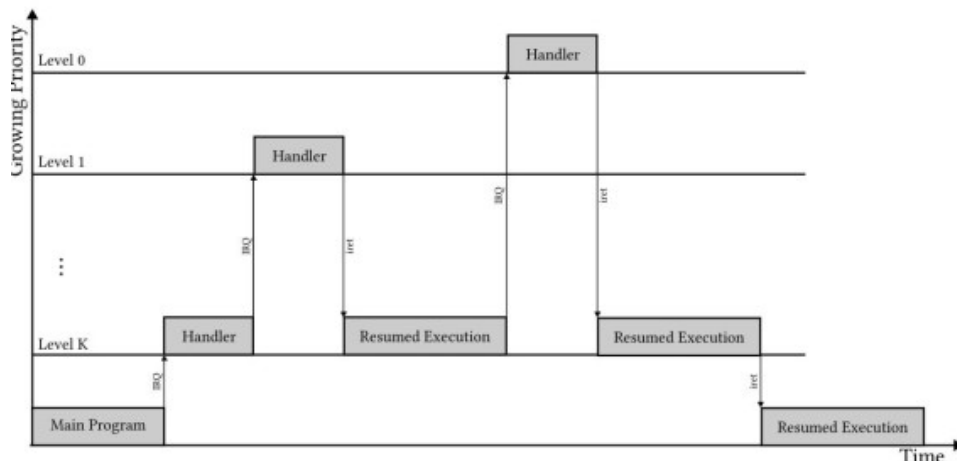 Growing Priority
Level 0
Handler
Level 1
Handler
IRQ
iret
IRQ
iret
⋮
Level K
Handler
Resumed Execution
Resumed Execution
IRQ
iret
Main Program
Resumed Execution
Time